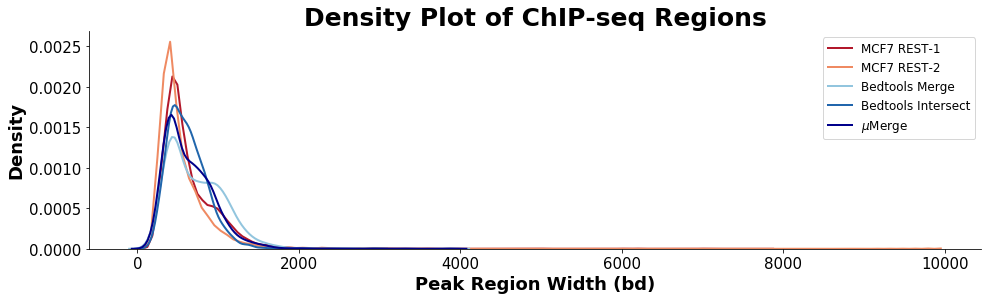 Density Plot of ChIP-seq Regions
0.0025
0.0020
0.0015
0.0010
0.0005
0.0000
Density
0 2000 4000 6000 8000 10000
Peak Region Width (bd)
MCF7 REST-1
MCF7 REST-2
Bedtools Merge
Bedtools Intersect
μMerge